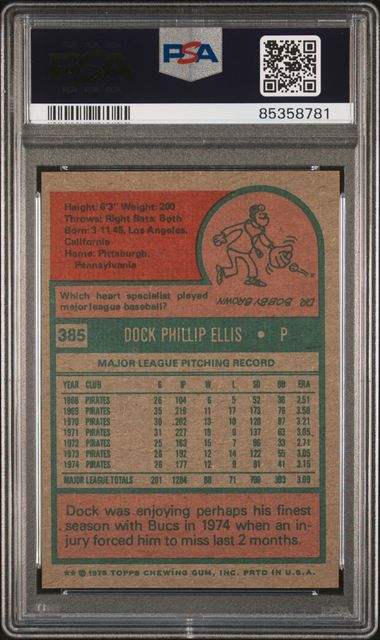 PSA
85358781
Height: 6'3" Weight: 200
Throws: Right Bats: Both
Born: 3-11-45, Los Angeles,
California
Home: Pittsburgh,
Pennsylvania
Which heart specialist played
major league baseball?
DR. BOBBY BROWN
385 DOCK PHILLIP ELLIS • P
MAJOR LEAGUE PITCHING RECORD
YEAR CLUB G IP W L SO BB ERA
1968 PIRATES 26 104 6 5 52 38 2.51
1969 PIRATES 35 219 11 17 173 76 3.58
1970 PIRATES 30 202 13 10 128 87 3.21
1971 PIRATES 31 227 19 9 137 63 3.05
1972 PIRATES 25 163 15 7 96 33 2.71
1973 PIRATES 28 192 12 14 122 55 3.05
1974 PIRATES 26 177 12 9 91 41 3.15
MAJOR LEAGUE TOTALS 201 1284 88 71 799 393 3.09
Dock was enjoying perhaps his finest
season with Bucs in 1974 when an in-
jury forced him to miss last 2 months.
** © 1975 TOPPS CHEWING GUM, INC. PRTD IN U.S.A.